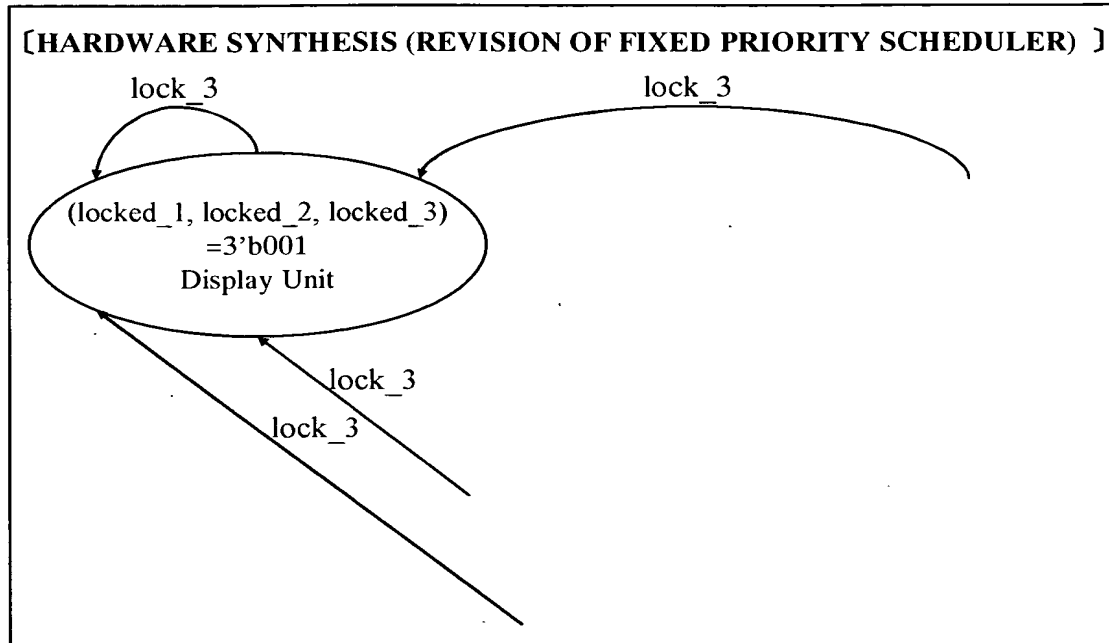 〔HARDWARE SYNTHESIS (REVISION OF FIXED PRIORITY SCHEDULER) 〕
lock_3
lock_3
(locked_1, locked_2, locked_3)
=3’b001
Display Unit
lock_3
lock_3